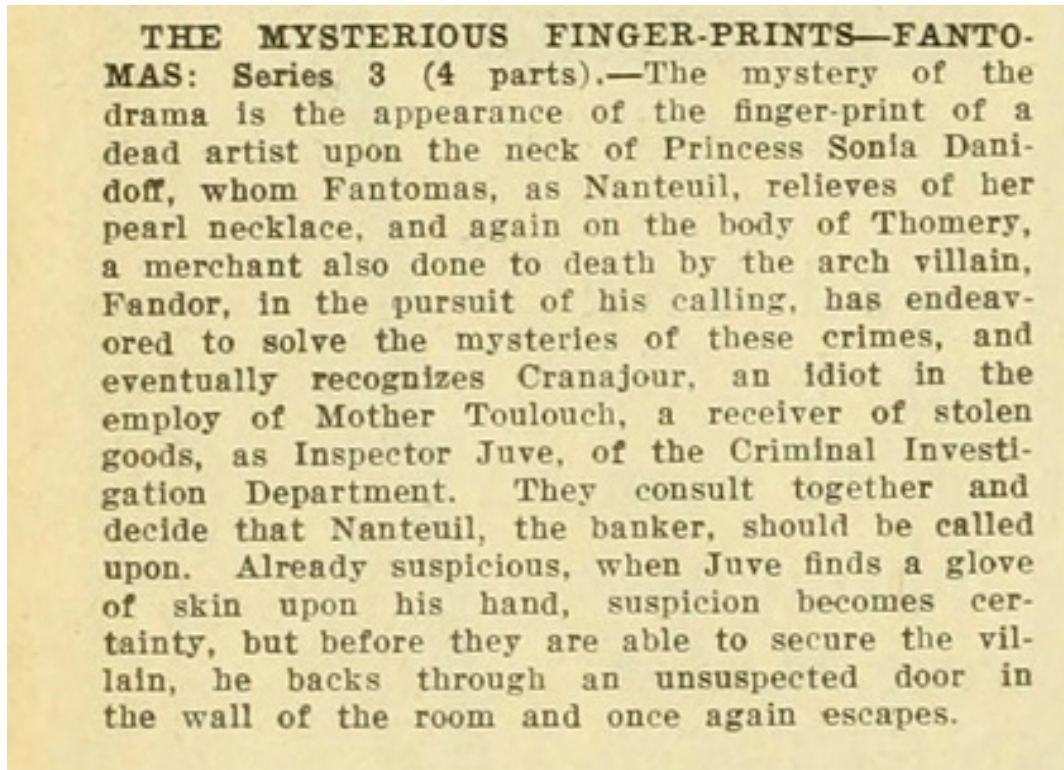 THE MYSTERIOUS FINGER-PRINTS—FANTO-
MAS: Series 3 (4 parts).—The mystery of the
drama is the appearance of the finger-print of a
dead artist upon the neck of Princess Sonia Dani-
doff, whom Fantomas, as Nanteuil, relieves of her
pearl necklace, and again on the body of Thomery,
a merchant also done to death by the arch villain,
Fandor, in the pursuit of his calling, has endeav-
ored to solve the mysteries of these crimes, and
eventually recognizes Cranajour, an idiot in the
employ of Mother Toulouch, a receiver of stolen
goods, as Inspector Juve, of the Criminal Investi-
gation Department. They consult together and
decide that Nanteuil, the banker, should be called
upon. Already suspicious, when Juve finds a glove
of skin upon his hand, suspicion becomes cer-
tainty, but before they are able to secure the vil-
lain, he backs through an unsuspected door in
the wall of the room and once again escapes.